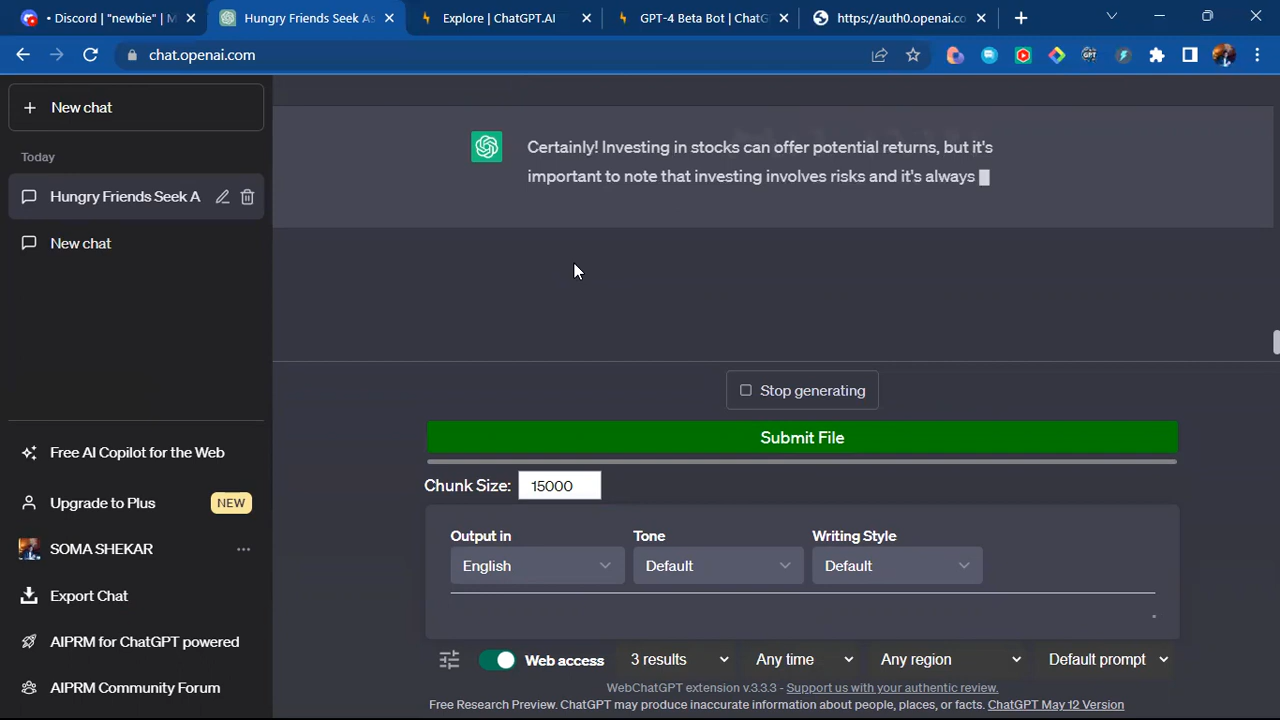 • Discord | "newbie" | M
Hungry Friends Seek As
Explore | ChatGPT.AI
GPT-4 Beta Bot | ChatG
https://auth0.openai.co
chat.openai.com
New chat
Today
Hungry Friends Seek A
New chat
Free AI Copilot for the Web
Upgrade to Plus NEW
SOMA SHEKAR
Export Chat
AIPRM for ChatGPT powered
AIPRM Community Forum
Certainly! Investing in stocks can offer potential returns, but it's
important to note that investing involves risks and it's always
Stop generating
Submit File
Chunk Size: 15000
Output in Tone Writing Style
English Default Default
Web access 3 results Any time Any region Default prompt
WebChatGPT extension v.3.3.3 - Support us with your authentic review.
Free Research Preview. ChatGPT may produce inaccurate information about people, places, or facts. ChatGPT May 12 Version